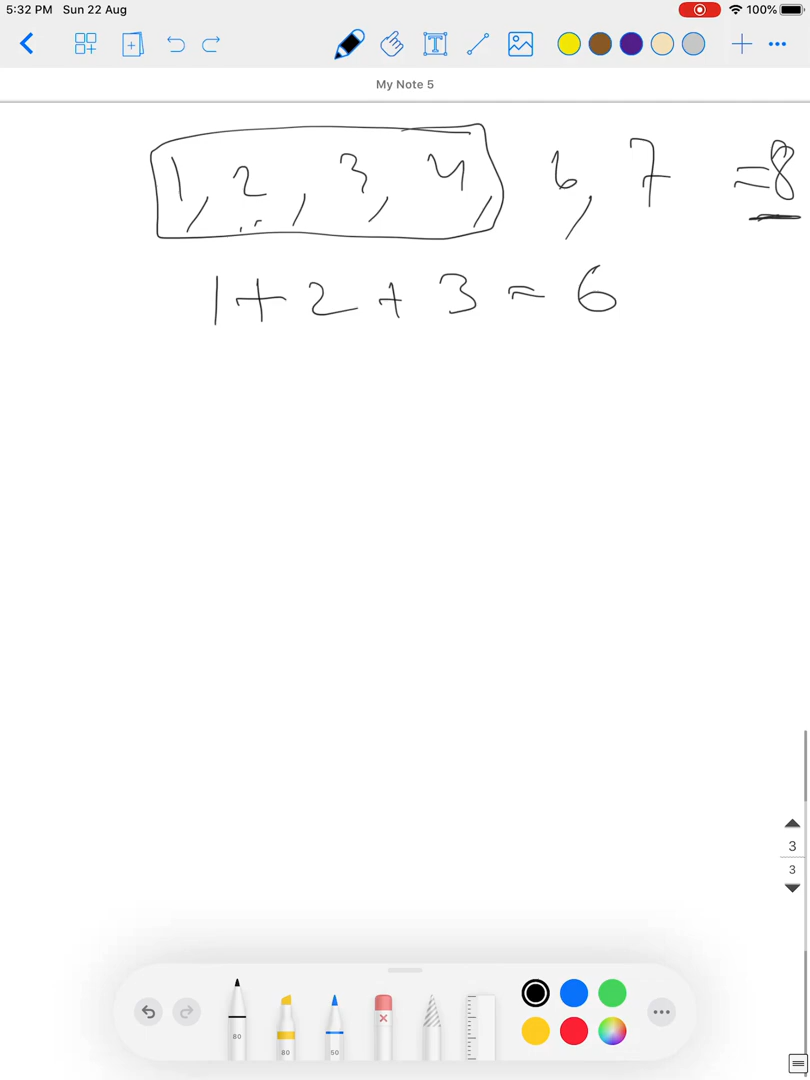 5:32 PM Sun 22 Aug 100%
My Note 5
1, 2, 3, 4, 6, 7 =8
1 + 2 + 3 = 6
3
3
80 80 50